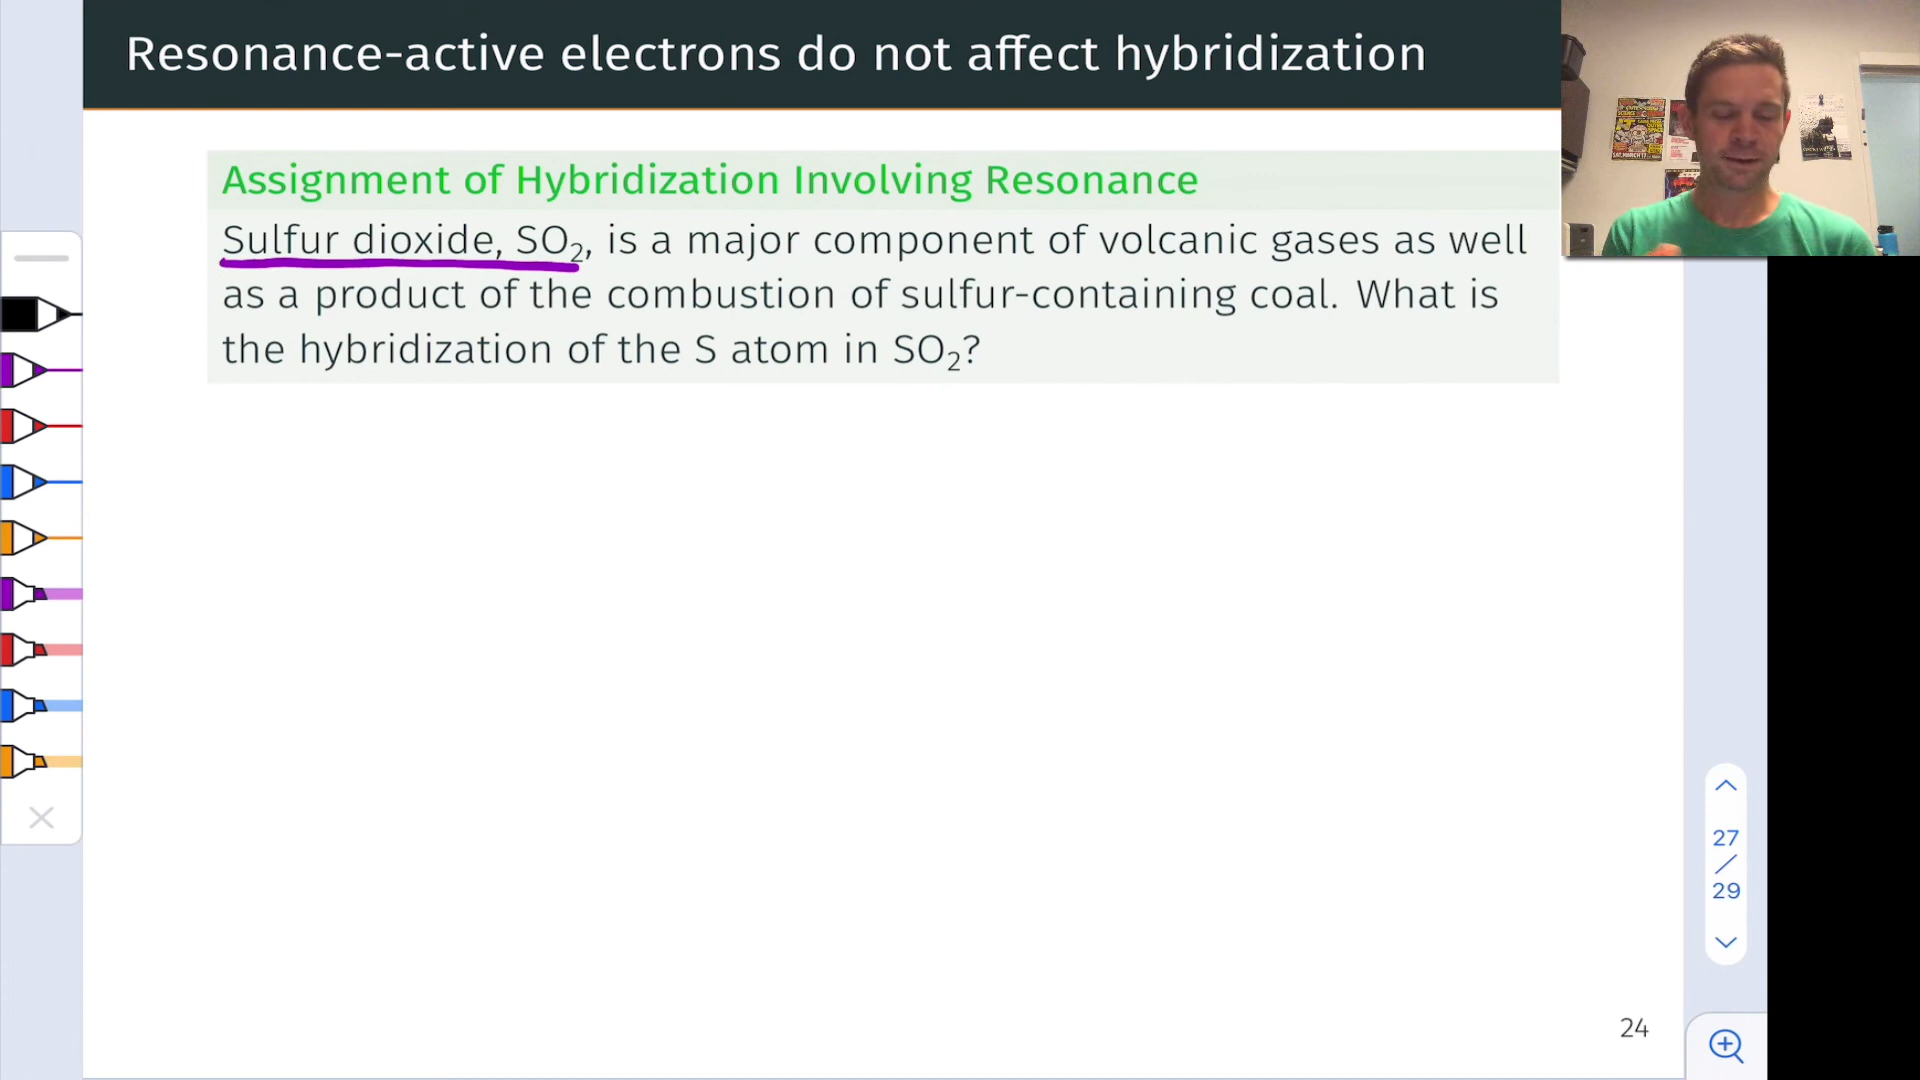 Resonance-active electrons do not affect hybridization
Assignment of Hybridization Involving Resonance
Sulfur dioxide, SO₂, is a major component of volcanic gases as well
as a product of the combustion of sulfur-containing coal. What is
the hybridization of the S atom in SO₂?
27
/
29
24